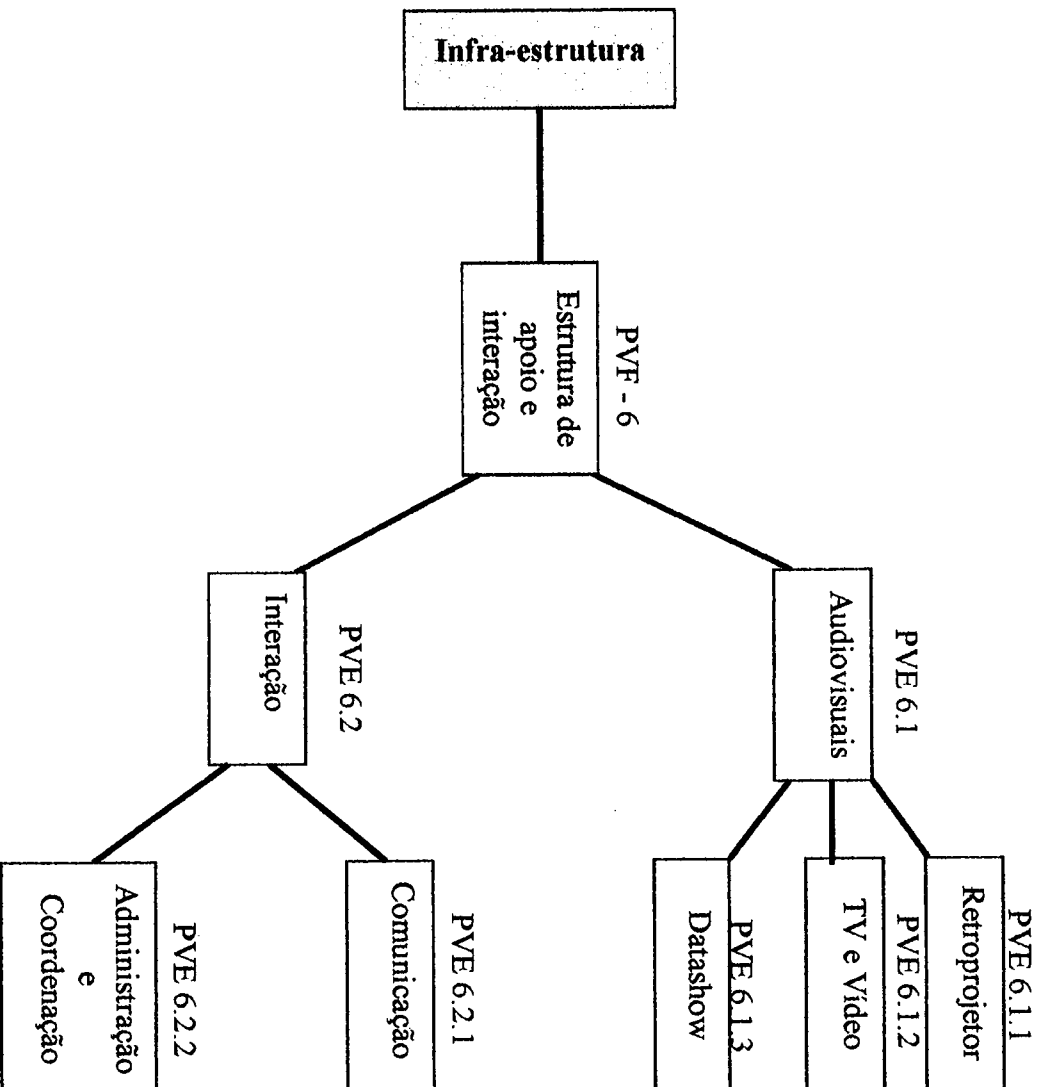 Infra-estrutura
PVF - 6
Estrutura de
apoio e
interação
PVE 6.1
Audiovisuais
PVE 6.1.1
Retroprojetor
PVE 6.1.2
TV e Vídeo
PVE 6.1.3
Datashow
PVE 6.2
Interação
PVE 6.2.1
Comunicação
PVE 6.2.2
Administração
e
Coordenação